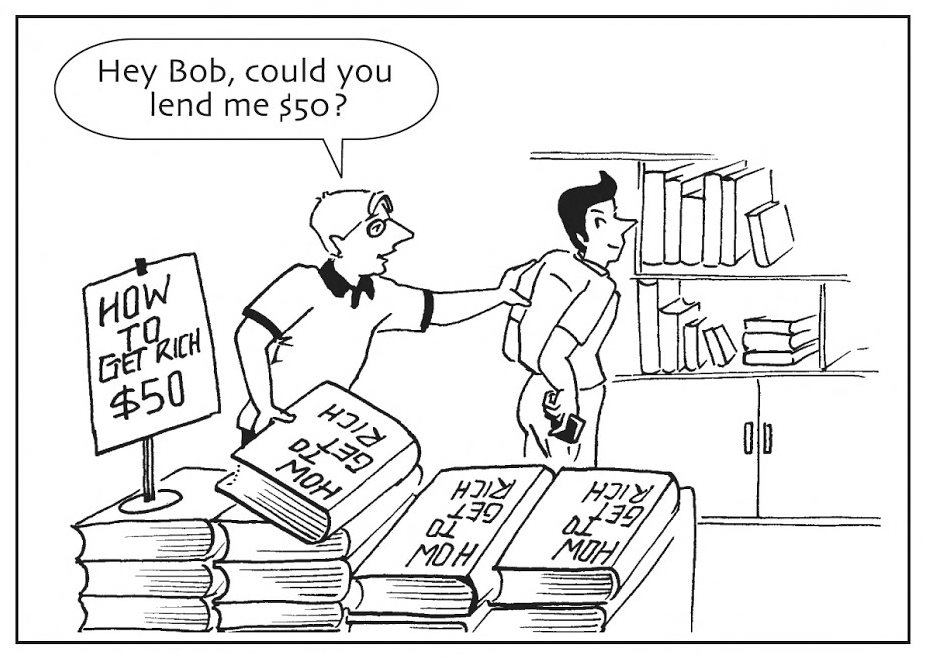 Hey Bob, could you
lend me $50?
HOW
TO
GET RICH
$50
HOW
GET TO
RICH
HOW
TO
GET
RICH
HOW
TO
GET
RICH